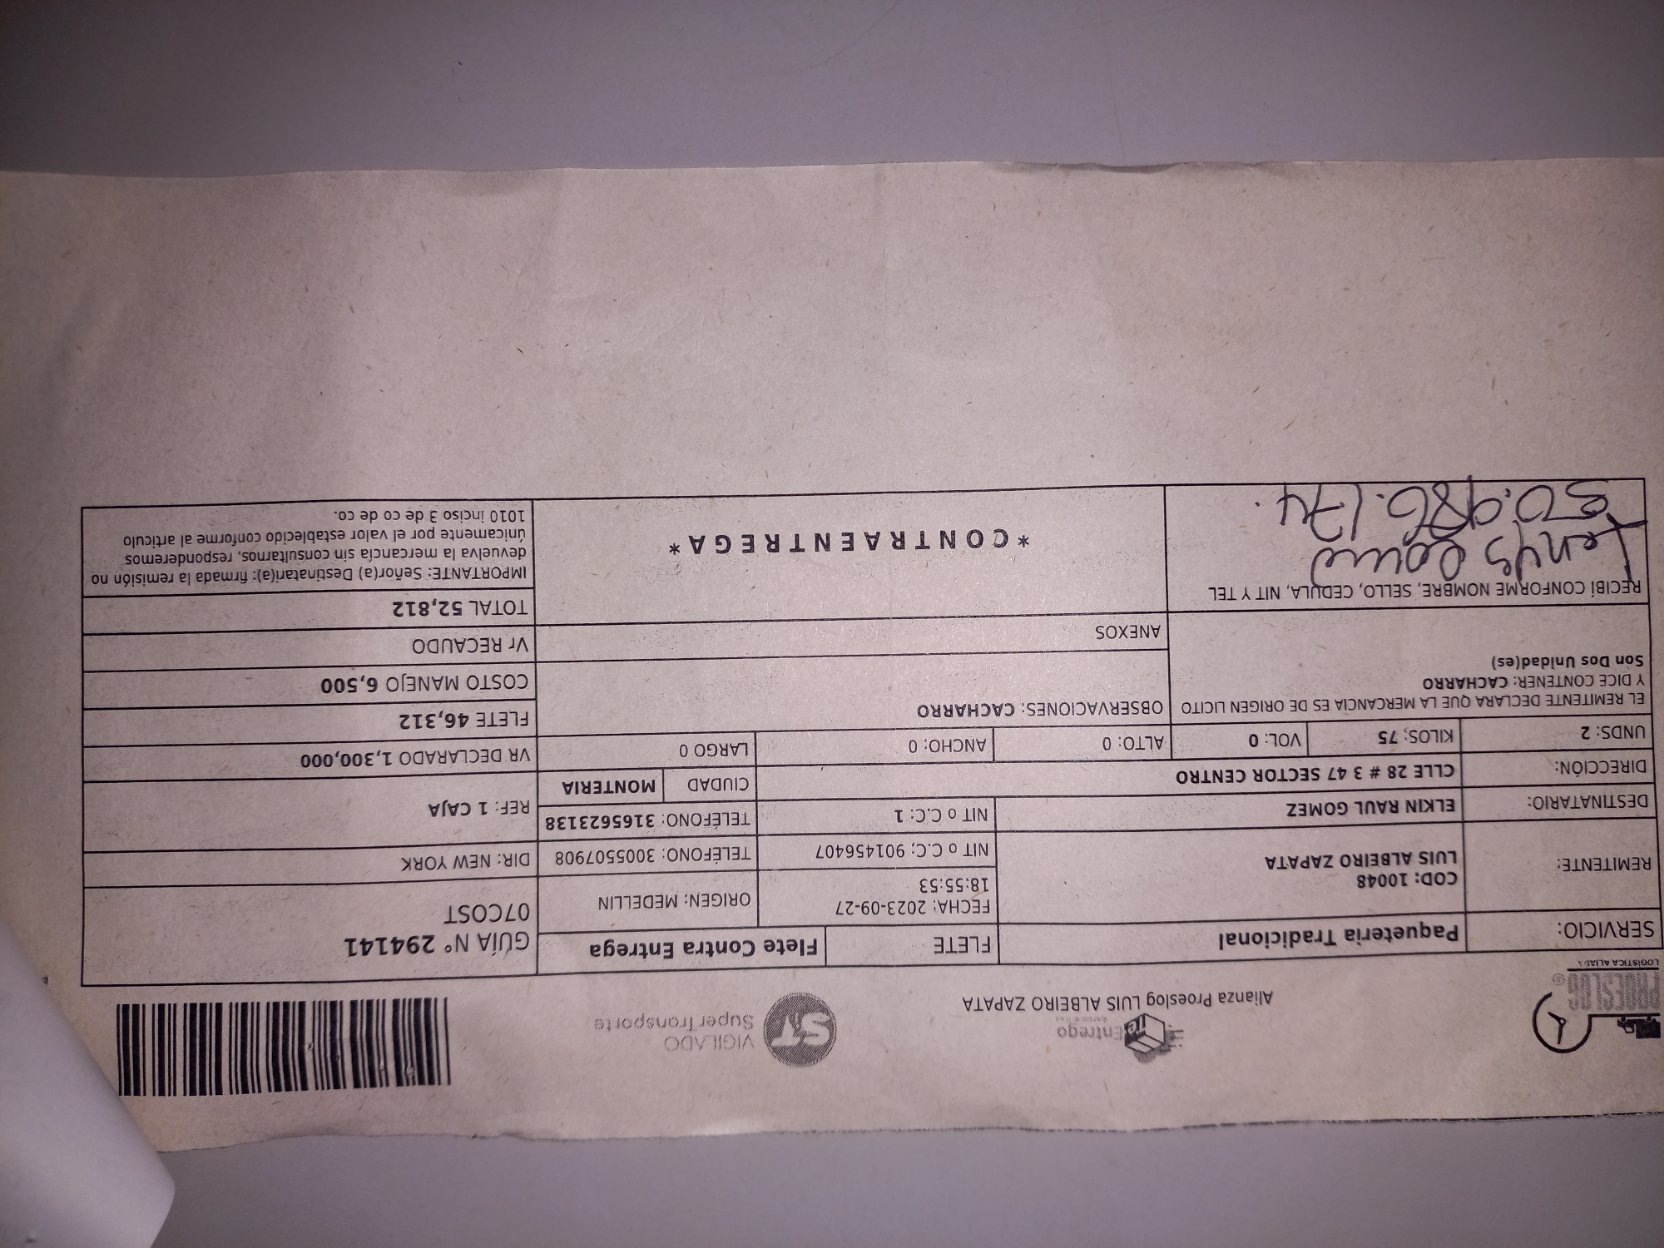 PROESLOG
LOGÍSTICA ALIADA
Entrego
Alianza Proeslog LUIS ALBEIRO ZAPATA
ST
VIGILADO
SuperTransporte
SERVICIO: Paqueteria Tradicional FLETE Flete Contra Entrega GUÍA N° 294141
07COST
REMITENTE: COD: 10048
LUIS ALBEIRO ZAPATA
FECHA: 2023-09-27
18:55:53
ORIGEN: MEDELLIN
NIT o C.C: 901456407 TELÉFONO: 3005507908 DIR: NEW YORK
DESTINATARIO: ELKIN RAUL GOMEZ NIT o C.C: 1 TELÉFONO: 3165623138 REF: 1 CAJA
DIRECCIÓN: CLLE 28 # 3 47 SECTOR CENTRO CIUDAD MONTERIA
UNDS: 2 KILOS: 75 VOL: 0 ALTO: 0 ANCHO: 0 LARGO 0 VR DECLARADO 1,300,000
EL REMITENTE DECLARA QUE LA MERCANCIA ES DE ORIGEN LICITO
Y DICE CONTENER: CACHARRO
Son Dos Unidad(es)
OBSERVACIONES: CACHARRO
ANEXOS
FLETE 46,312
COSTO MANEJO 6,500
Vr RECAUDO
TOTAL 52,812
RECIBÍ CONFORME NOMBRE, SELLO, CEDULA, NIT Y TEL
50.986.174.
*CONTRAENTREGA*
IMPORTANTE: Señor(a) Destinatari(a): firmada la remisión no
devuelva la mercancía sin consultarnos, responderemos
únicamente por el valor establecido conforme al articulo
1010 inciso 3 de co de co.